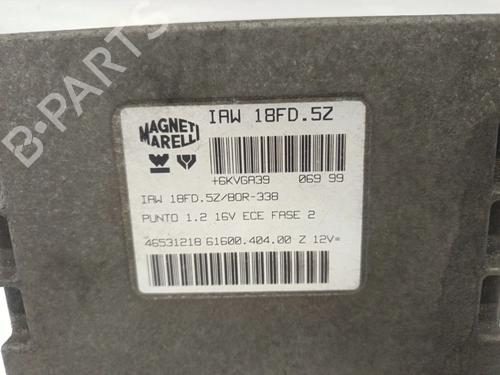 IAW 18FD.5Z
MAGNETI
MARELLI
+6KVGA39 069 99
IAW 18FD.5Z/BOR-338
PUNTO 1.2 16V ECE FASE 2
46531218 61600.404.00 Z 12V=
B-PARTS